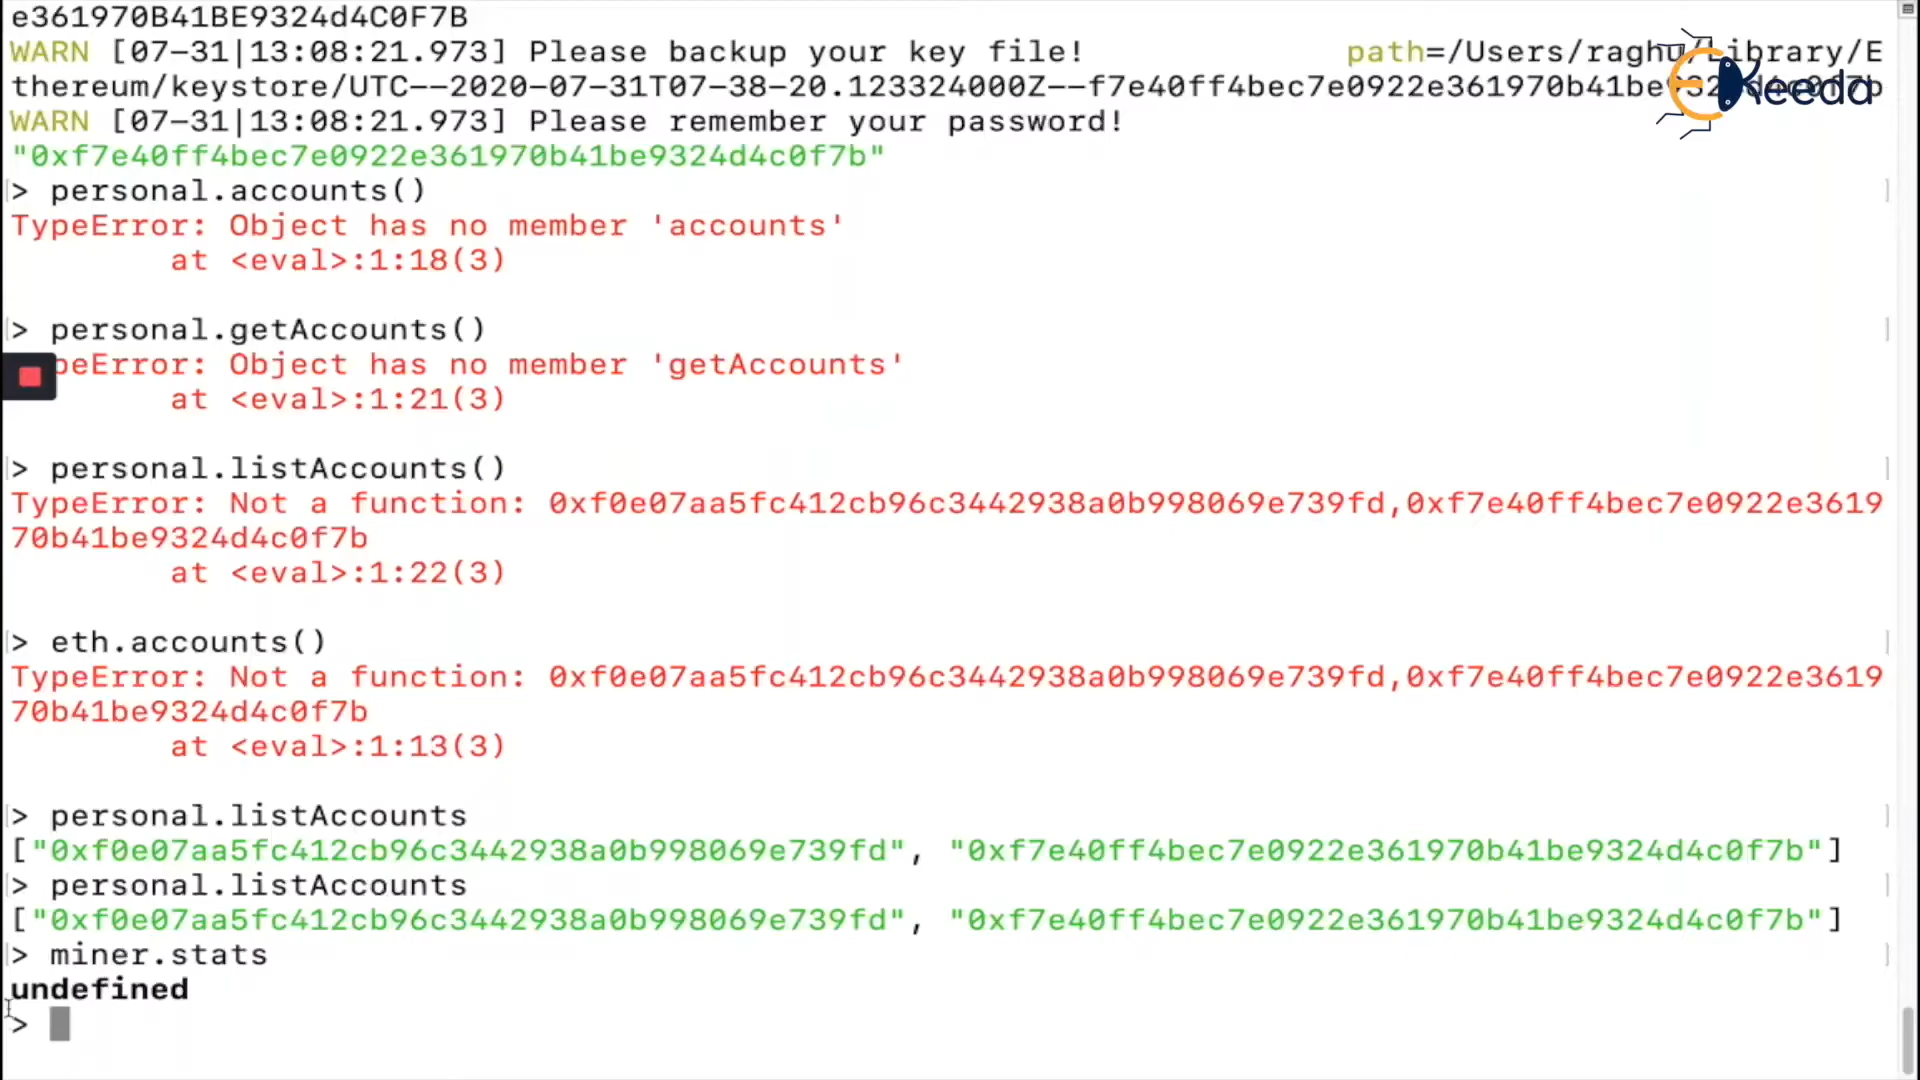 e361970B41BE9324d4C0F7B
WARN [07-31|13:08:21.973] Please backup your key file! path=/Users/raghu/Library/E
thereum/keystore/UTC--2020-07-31T07-38-20.123324000Z--f7e40ff4bec7e0922e361970b41be9324d4c0f7b
WARN [07-31|13:08:21.973] Please remember your password!
"0xf7e40ff4bec7e0922e361970b41be9324d4c0f7b"
> personal.accounts()
TypeError: Object has no member 'accounts'
at <eval>:1:18(3)
> personal.getAccounts()
peError: Object has no member 'getAccounts'
at <eval>:1:21(3)
> personal.listAccounts()
TypeError: Not a function: 0xf0e07aa5fc412cb96c3442938a0b998069e739fd,0xf7e40ff4bec7e0922e3619
70b41be9324d4c0f7b
at <eval>:1:22(3)
> eth.accounts()
TypeError: Not a function: 0xf0e07aa5fc412cb96c3442938a0b998069e739fd,0xf7e40ff4bec7e0922e3619
70b41be9324d4c0f7b
at <eval>:1:13(3)
> personal.listAccounts
["0xf0e07aa5fc412cb96c3442938a0b998069e739fd", "0xf7e40ff4bec7e0922e361970b41be9324d4c0f7b"]
> personal.listAccounts
["0xf0e07aa5fc412cb96c3442938a0b998069e739fd", "0xf7e40ff4bec7e0922e361970b41be9324d4c0f7b"]
> miner.stats
undefined
>
EKeeda